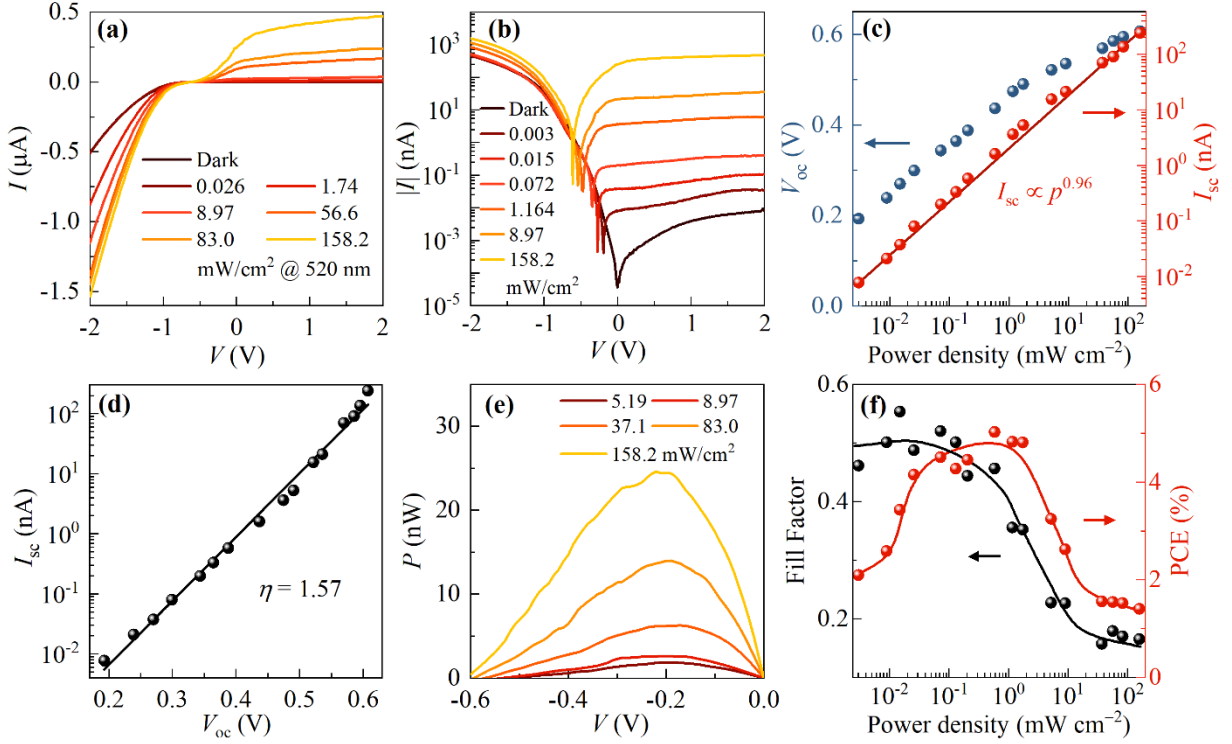 (a)
0.5
0.0
-0.5
-1.0
-1.5
I (μA)
Dark
0.026 1.74
8.97 56.6
83.0 158.2
mW/cm² @ 520 nm
-2 -1 0 1 2
V (V)
(b)
10³
10¹
10⁻¹
10⁻³
10⁻⁵
|I| (nA)
Dark
0.003
0.015
0.072
1.164
8.97
158.2
mW/cm²
-2 -1 0 1 2
V (V)
(c)
0.6
0.4
0.2
0.0
Voc (V)
Isc ∝ p^0.96
10²
10¹
10⁰
10⁻¹
10⁻²
Isc (nA)
10⁻² 10⁻¹ 10⁰ 10¹ 10²
Power density (mW cm⁻²)
(d)
10²
10¹
10⁰
10⁻¹
10⁻²
Isc (nA)
η = 1.57
0.2 0.3 0.4 0.5 0.6
Voc (V)
(e)
30
20
10
0
P (nW)
5.19 8.97
37.1 83.0
158.2 mW/cm²
-0.6 -0.4 -0.2 0.0
V (V)
(f)
0.6
0.4
0.2
Fill Factor
6
4
2
0
PCE (%)
10⁻² 10⁻¹ 10⁰ 10¹ 10²
Power density (mW cm⁻²)